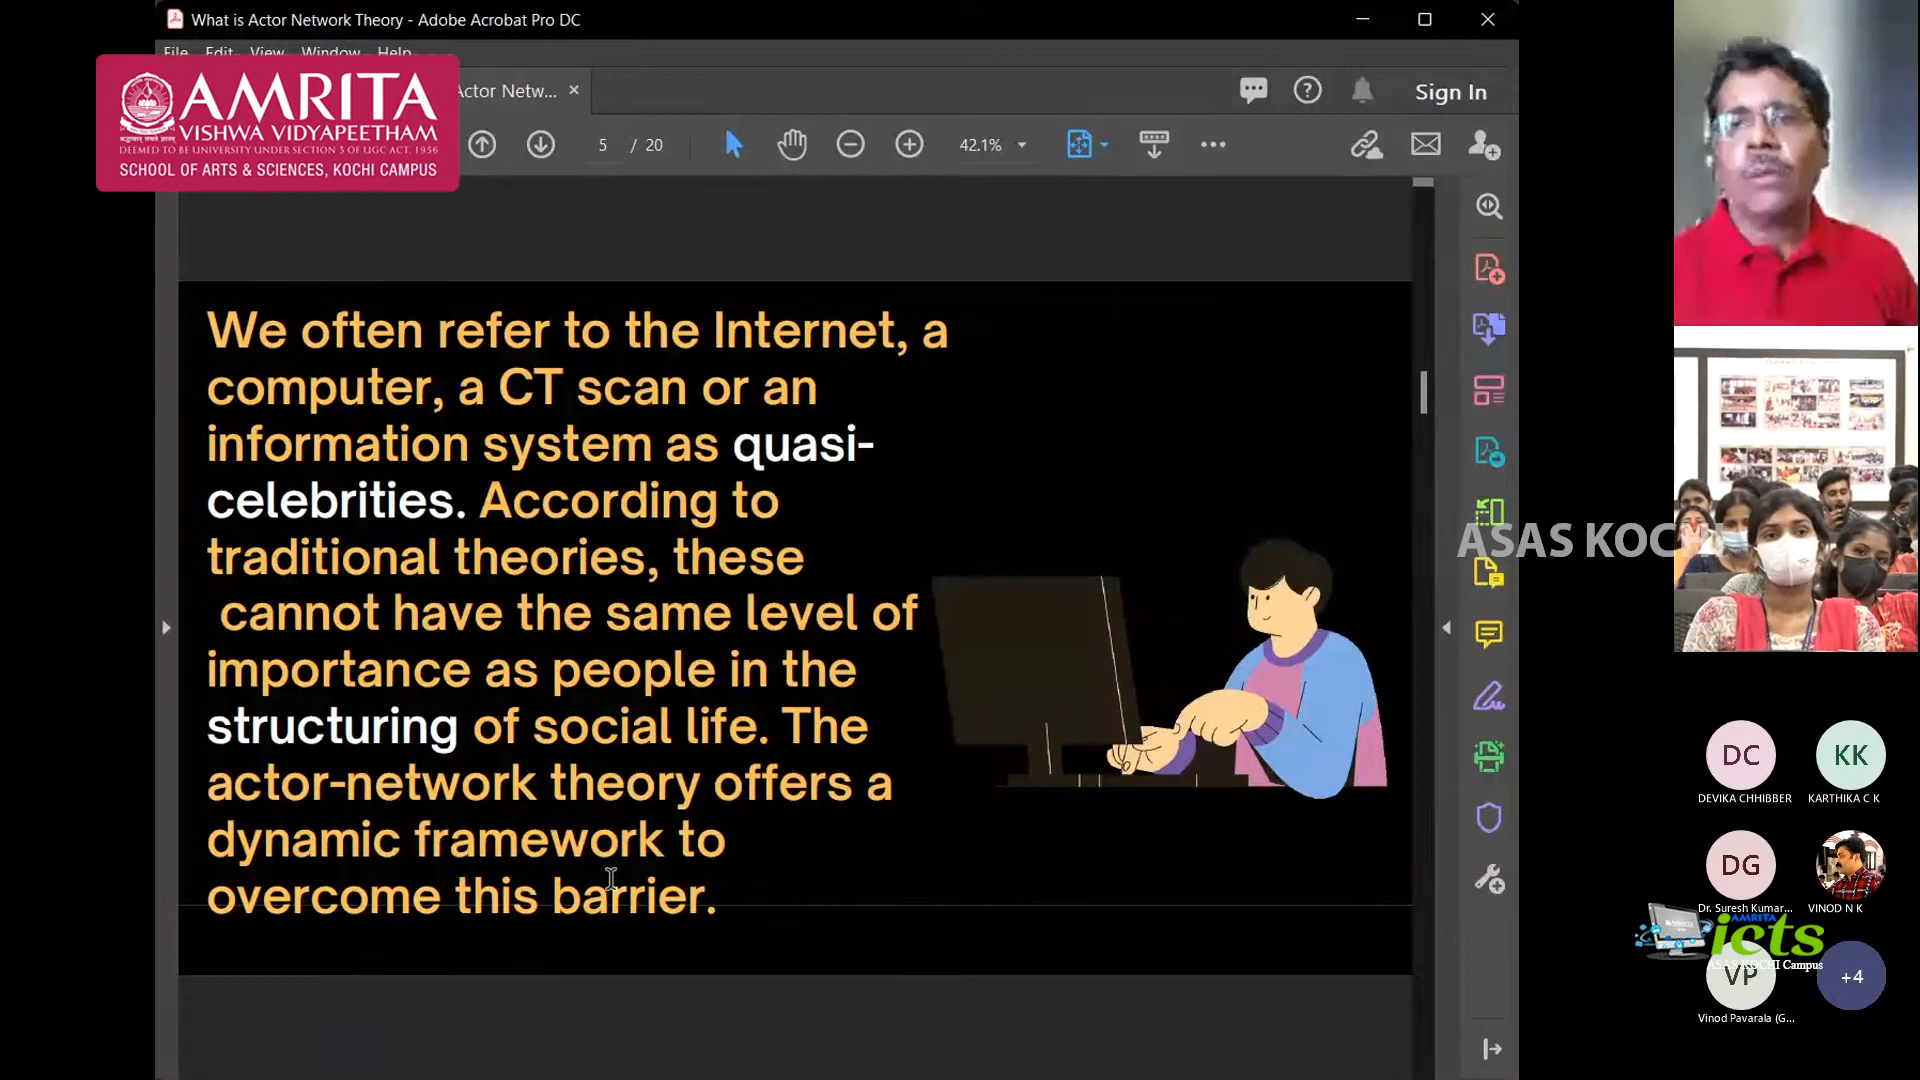 What is Actor Network Theory - Adobe Acrobat Pro DC
File Edit View Window Help
AMRITA
VISHWA VIDYAPEETHAM
DEEMED TO BE UNIVERSITY UNDER SECTION 3 OF UGC ACT, 1956
SCHOOL OF ARTS & SCIENCES, KOCHI CAMPUS
Actor Netw...
Sign In
5 / 20
42.1%
We often refer to the Internet, a
computer, a CT scan or an
information system as quasi-
celebrities. According to
traditional theories, these
cannot have the same level of
importance as people in the
structuring of social life. The
actor-network theory offers a
dynamic framework to
overcome this barrier.
ASAS KOCHI
DC
KK
DEVIKA CHHIBBER
KARTHIKA C K
DG
Dr. Suresh Kumar...
VINOD N K
AMRITA
icts
ASAS KOCHI Campus
VP
+4
Vinod Pavarala (G...